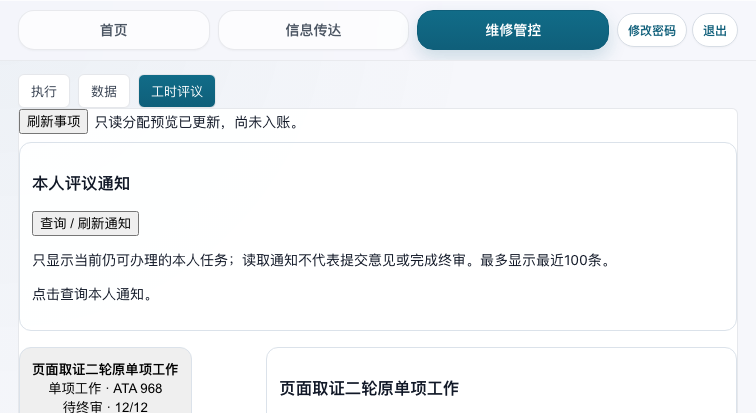 首页 信息传达 维修管控 修改密码 退出
执行 数据 工时评议
刷新事项 只读分配预览已更新，尚未入账。
本人评议通知
查询 / 刷新通知
只显示当前仍可办理的本人任务；读取通知不代表提交意见或完成终审。最多显示最近100条。
点击查询本人通知。
页面取证二轮原单项工作
单项工作 · ATA 968
待终审 · 12/12
页面取证二轮原单项工作